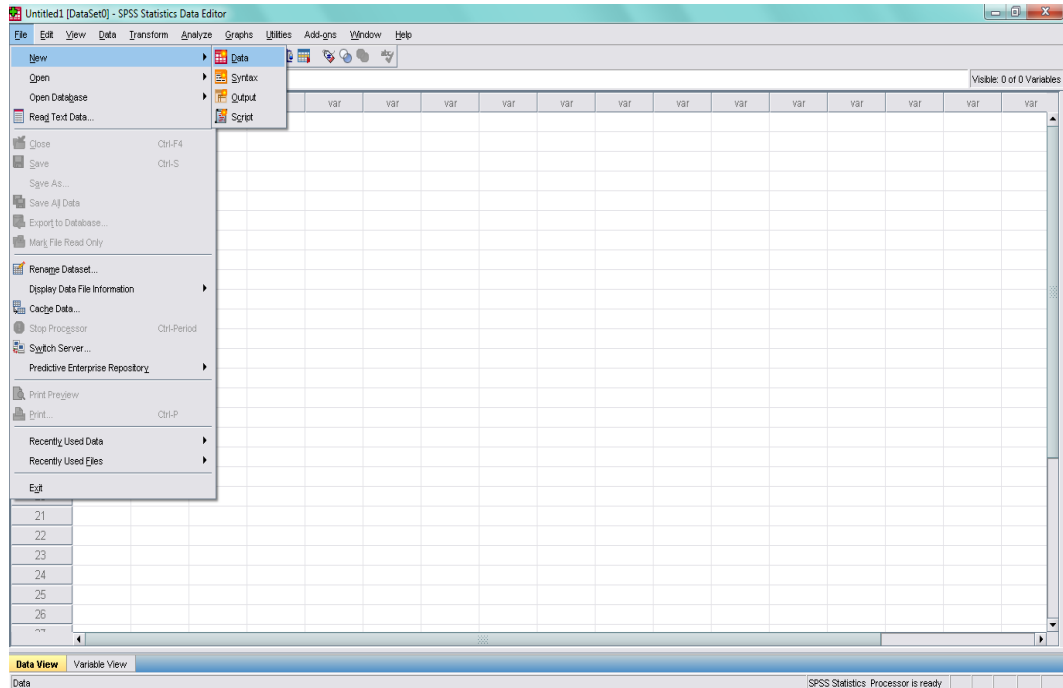 Untitled1 [DataSet0] - SPSS Statistics Data Editor
File Edit View Data Transform Analyze Graphs Utilities Add-ons Window Help
New
Data
Syntax
Output
Script
Open
Open Database
Read Text Data...
Close Ctrl-F4
Save Ctrl-S
Save As...
Save All Data
Export to Database...
Mark File Read Only
Rename Dataset...
Display Data File Information
Cache Data...
Stop Processor Ctrl-Period
Switch Server...
Predictive Enterprise Repository
Print Preview
Print... Ctrl-P
Recently Used Data
Recently Used Files
Exit
Visible: 0 of 0 Variables
var var var var var var var var var var var var var
21
22
23
24
25
26
Data View Variable View
Data SPSS Statistics Processor is ready